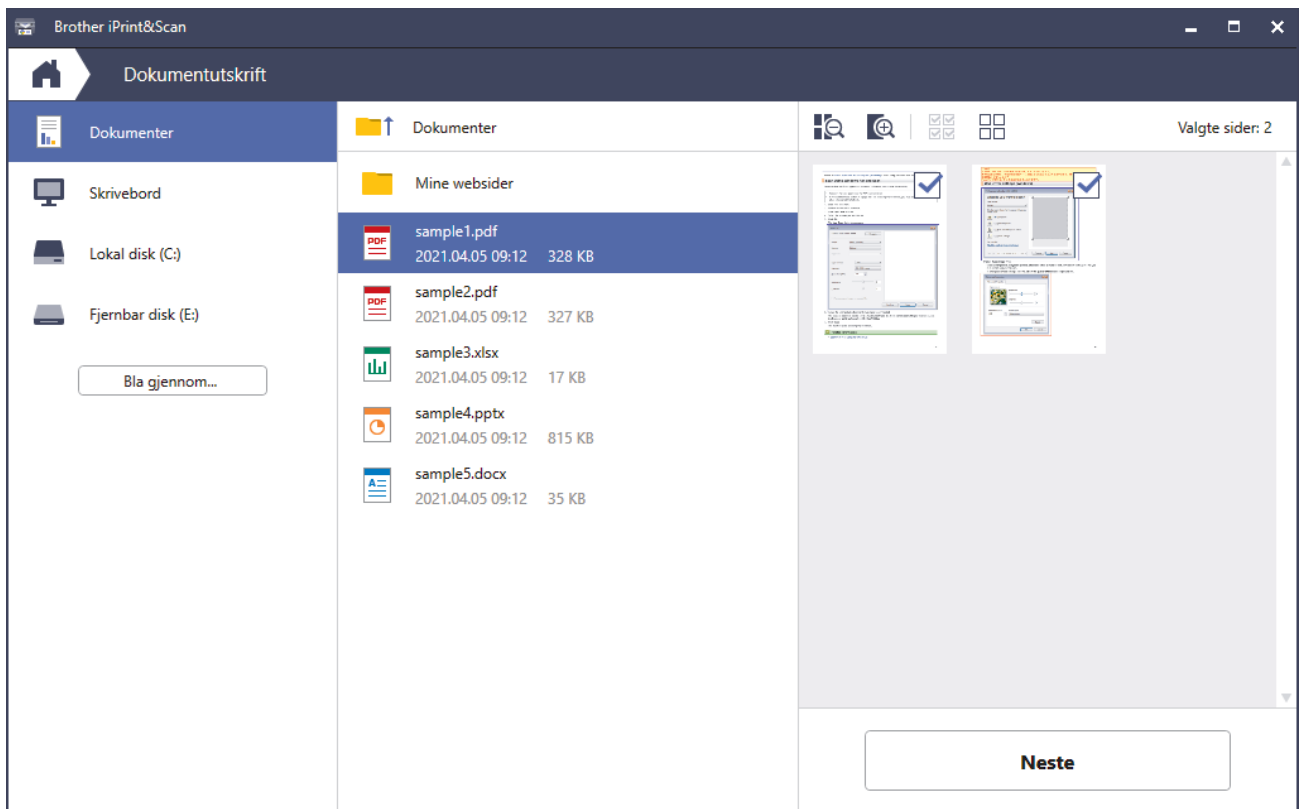 Brother iPrint&Scan
Dokumentutskrift
Dokumenter
Skrivebord
Lokal disk (C:)
Fjernbar disk (E:)
Bla gjennom...
Dokumenter
Mine websider
PDF
sample1.pdf
2021.04.05 09:12 328 KB
PDF
sample2.pdf
2021.04.05 09:12 327 KB
sample3.xlsx
2021.04.05 09:12 17 KB
sample4.pptx
2021.04.05 09:12 815 KB
A
sample5.docx
2021.04.05 09:12 35 KB
Valgte sider: 2
Neste